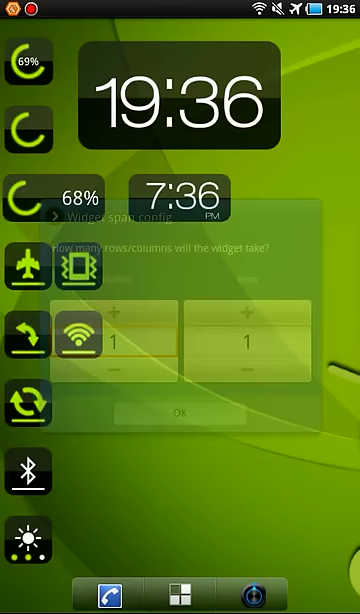 19:36
69%
19:36
68%
7:36
PM
Widget span config
How many rows/columns will the widget take?
+ +
1 1
− −
OK